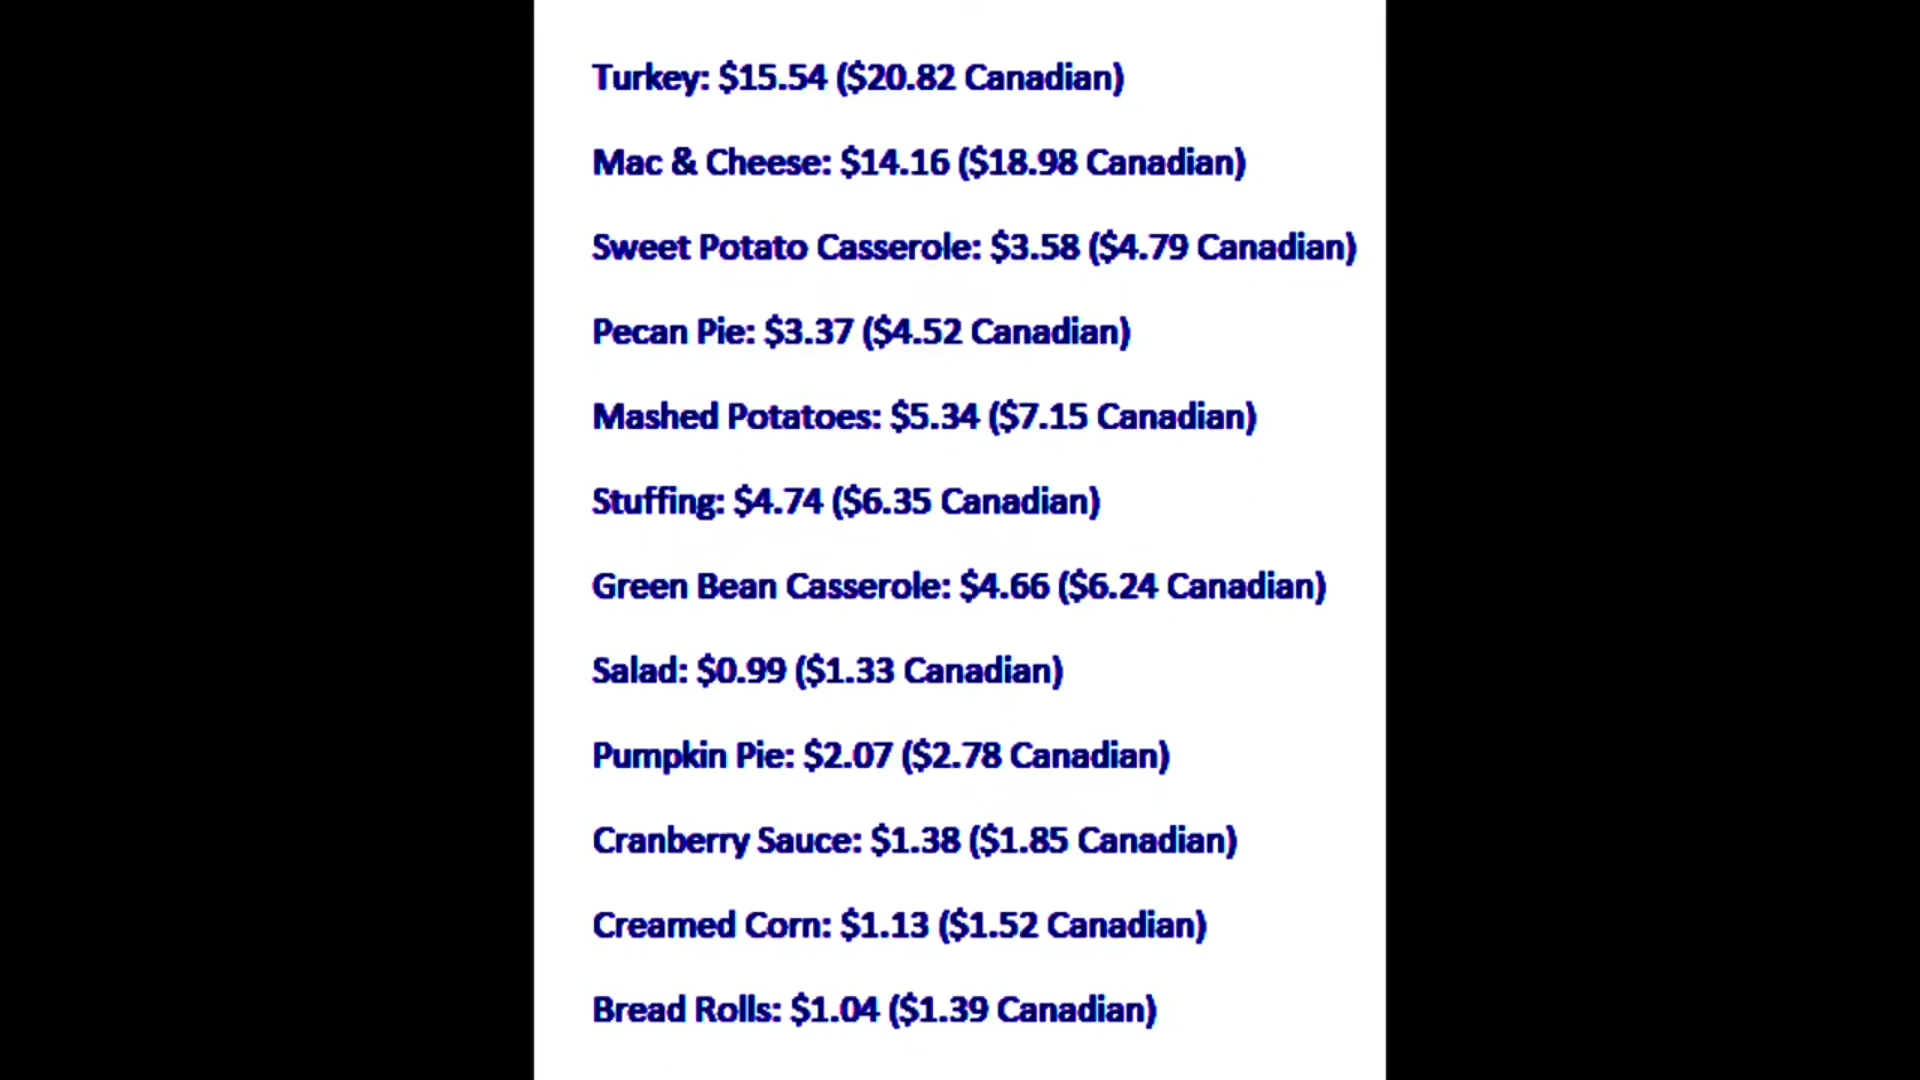 Turkey: $15.54 ($20.82 Canadian)
Mac & Cheese: $14.16 ($18.98 Canadian)
Sweet Potato Casserole: $3.58 ($4.79 Canadian)
Pecan Pie: $3.37 ($4.52 Canadian)
Mashed Potatoes: $5.34 ($7.15 Canadian)
Stuffing: $4.74 ($6.35 Canadian)
Green Bean Casserole: $4.66 ($6.24 Canadian)
Salad: $0.99 ($1.33 Canadian)
Pumpkin Pie: $2.07 ($2.78 Canadian)
Cranberry Sauce: $1.38 ($1.85 Canadian)
Creamed Corn: $1.13 ($1.52 Canadian)
Bread Rolls: $1.04 ($1.39 Canadian)